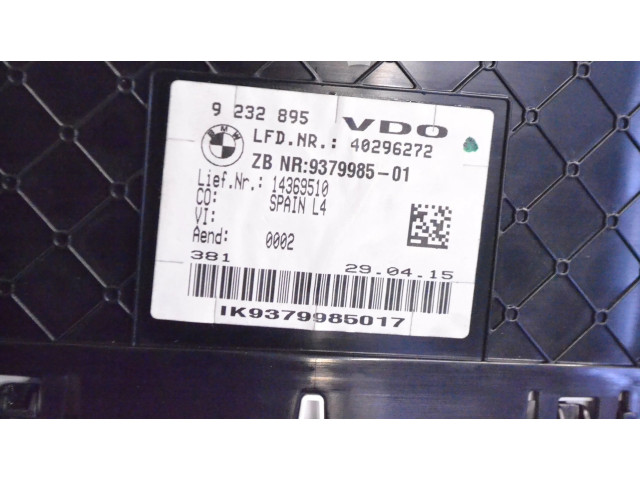 9 232 895 VDO
BMW
LFD.NR.: 40296272
ZB NR:9379985-01
Lief.Nr.: 14369510
CO: SPAIN L4
VI:
Aend: 0002
381 29.04.15
IK9379985017